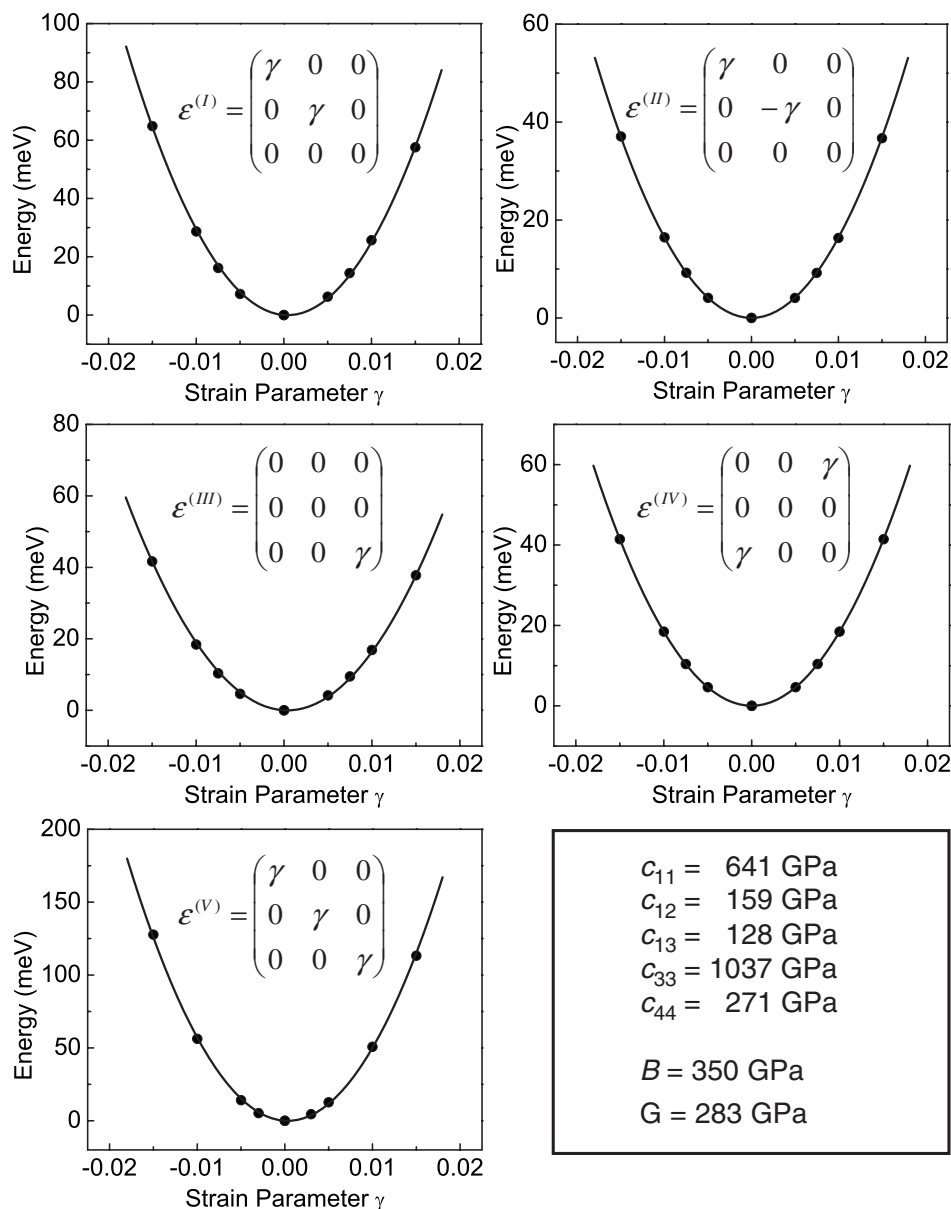 100
80
60
40
20
0
Energy (meV)
ε^(I) = (γ 0 0
0 γ 0
0 0 0)
-0.02 -0.01 0.00 0.01 0.02
Strain Parameter γ
60
40
20
0
Energy (meV)
ε^(II) = (γ 0 0
0 −γ 0
0 0 0)
-0.02 -0.01 0.00 0.01 0.02
Strain Parameter γ
80
60
40
20
0
Energy (meV)
ε^(III) = (0 0 0
0 0 0
0 0 γ)
-0.02 -0.01 0.00 0.01 0.02
Strain Parameter γ
60
40
20
0
Energy (meV)
ε^(IV) = (0 0 γ
0 0 0
γ 0 0)
-0.02 -0.01 0.00 0.01 0.02
Strain Parameter γ
200
150
100
50
0
Energy (meV)
ε^(V) = (γ 0 0
0 γ 0
0 0 γ)
-0.02 -0.01 0.00 0.01 0.02
Strain Parameter γ
c₁₁ = 641 GPa
c₁₂ = 159 GPa
c₁₃ = 128 GPa
c₃₃ = 1037 GPa
c₄₄ = 271 GPa
B = 350 GPa
G = 283 GPa